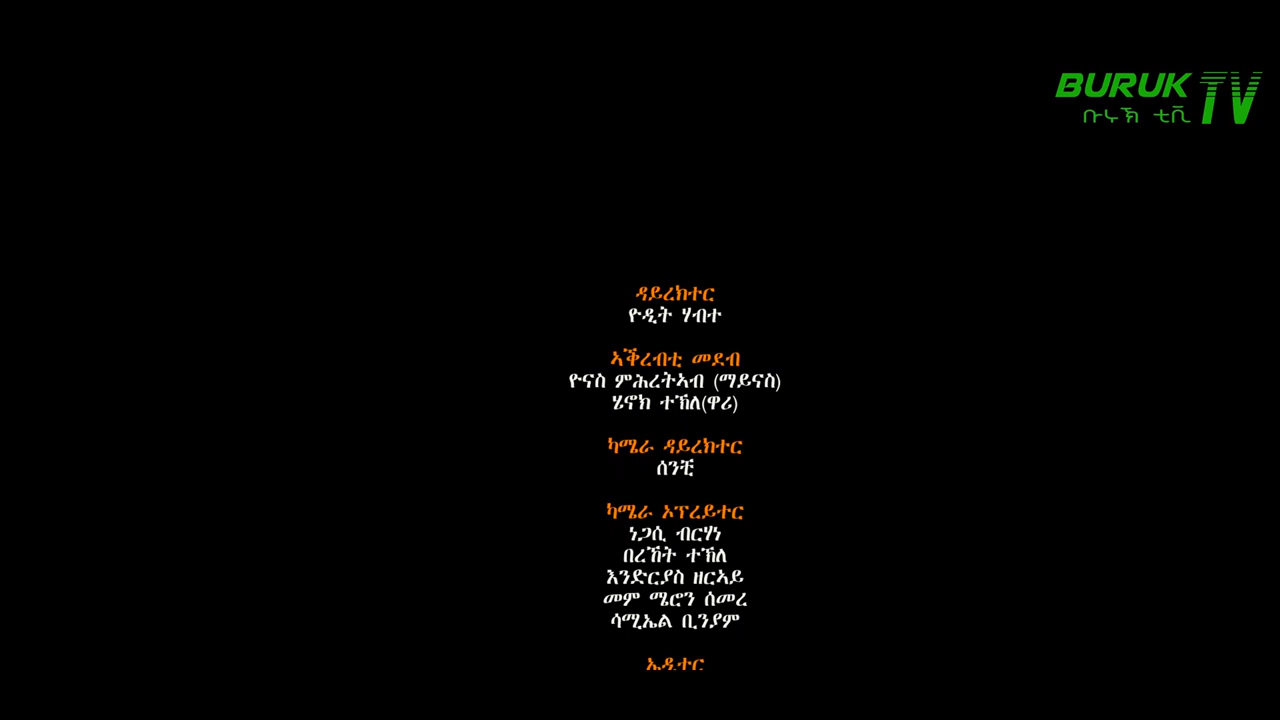 BURUK TV
ቡሩኽ ቲቪ
ዳይረክተር
ዮዲት ሃብተ
ኣቕረብቲ መደብ
ዮናስ ምሕረትኣብ (ማይናስ)
ሄኖክ ተኽለ(ዋሪ)
ካሜራ ዳይረክተር
ሰንቺ
ካሜራ ኦፕረይተር
ነጋሲ ብርሃነ
በረኸት ተኽለ
እንድርያስ ዘርኣይ
መም ሜሮን ሰመረ
ሳሚኤል ቢንያም
ኤዲተር